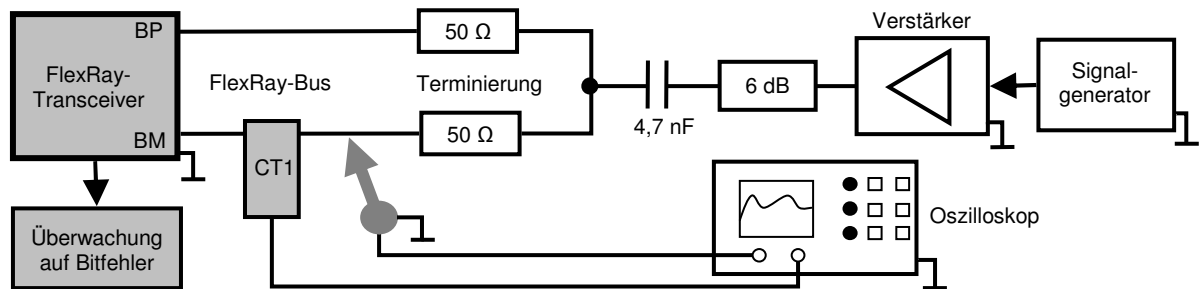 BP
50 Ω
Verstärker
FlexRay-
Transceiver
FlexRay-Bus
Terminierung
6 dB
Signal-
generator
4,7 nF
BM
50 Ω
CT1
Überwachung
auf Bitfehler
Oszilloskop